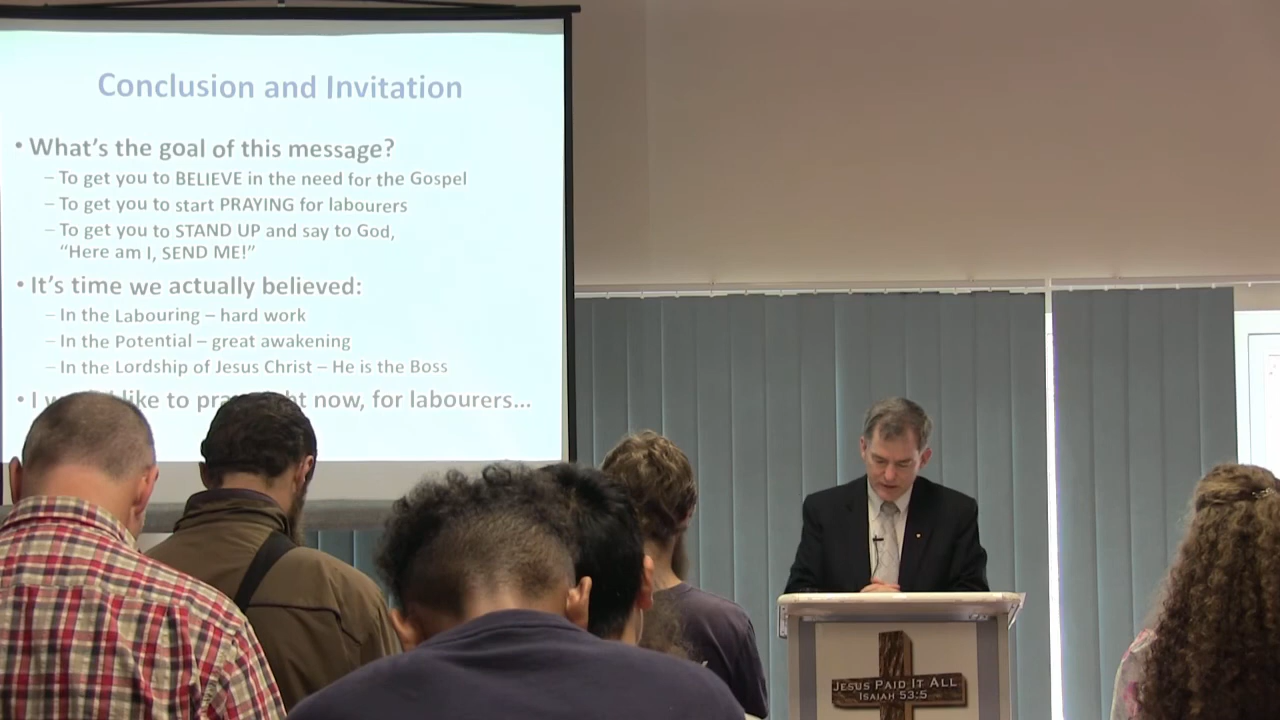 Conclusion and Invitation
• What's the goal of this message?
– To get you to BELIEVE in the need for the Gospel
– To get you to start PRAYING for labourers
– To get you to STAND UP and say to God,
"Here am I, SEND ME!"
• It's time we actually believed:
– In the Labouring – hard work
– In the Potential – great awakening
– In the Lordship of Jesus Christ – He is the Boss
• I like to now, for labourers...
JESUS PAID IT ALL
ISAIAH 53:5